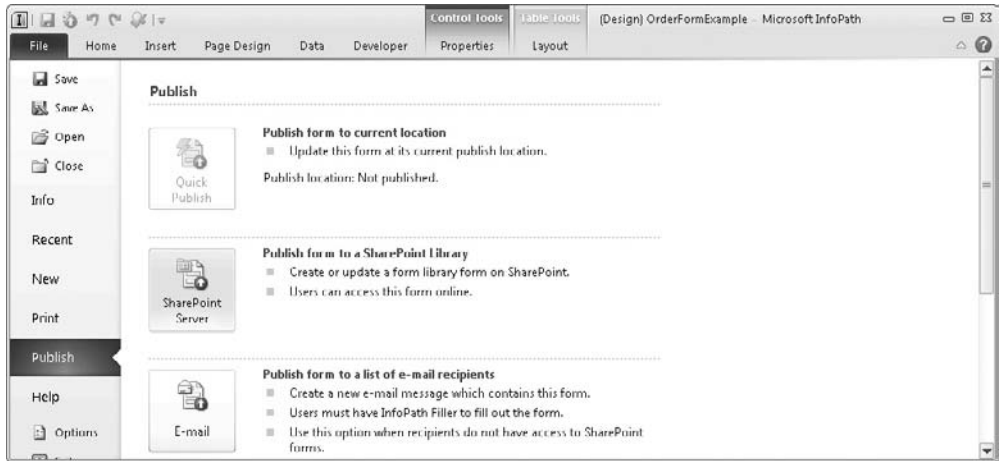 Control Tools
Table Tools
(Design) OrderFormExample - Microsoft InfoPath
File
Home
Insert
Page Design
Data
Developer
Properties
Layout
Save
Save As
Open
Close
Info
Recent
New
Print
Publish
Help
Options
Publish
Quick
Publish
Publish form to current location
Update this form at its current publish location.
Publish location: Not published.
SharePoint
Server
Publish form to a SharePoint Library
Create or update a form library form on SharePoint.
Users can access this form online.
E-mail
Publish form to a list of e-mail recipients
Create a new e-mail message which contains this form.
Users must have InfoPath Filler to fill out the form.
Use this option when recipients do not have access to SharePoint
forms.